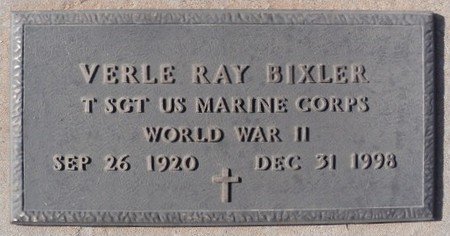 VERLE RAY BIXLER
T SGT US MARINE CORPS
WORLD WAR II
SEP 26 1920 DEC 31 1998